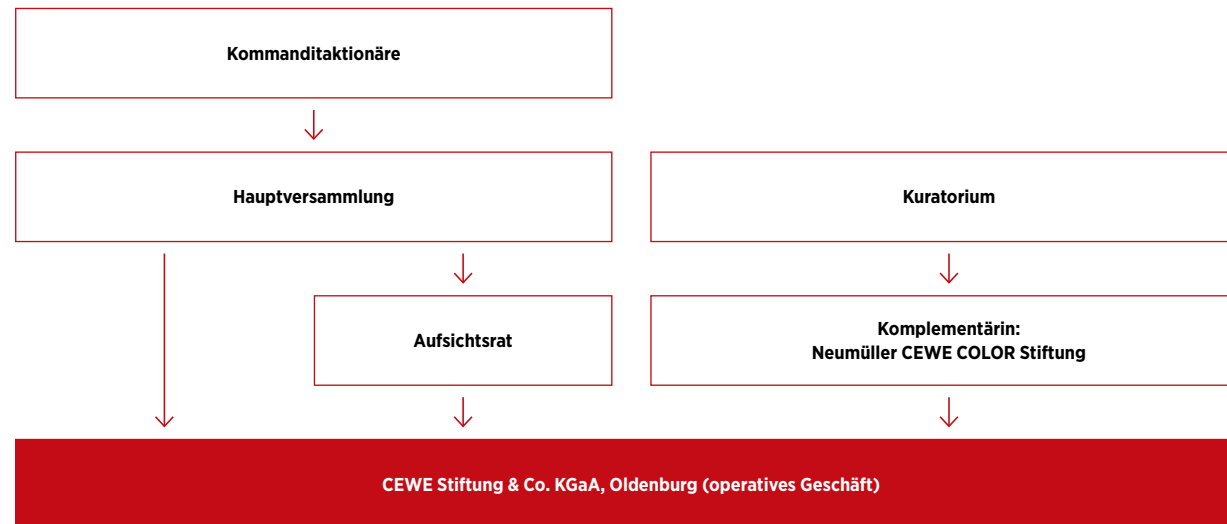 Kommanditaktionäre
Hauptversammlung
Kuratorium
Aufsichtsrat
Komplementärin:
Neumüller CEWE COLOR Stiftung
CEWE Stiftung & Co. KGaA, Oldenburg (operatives Geschäft)